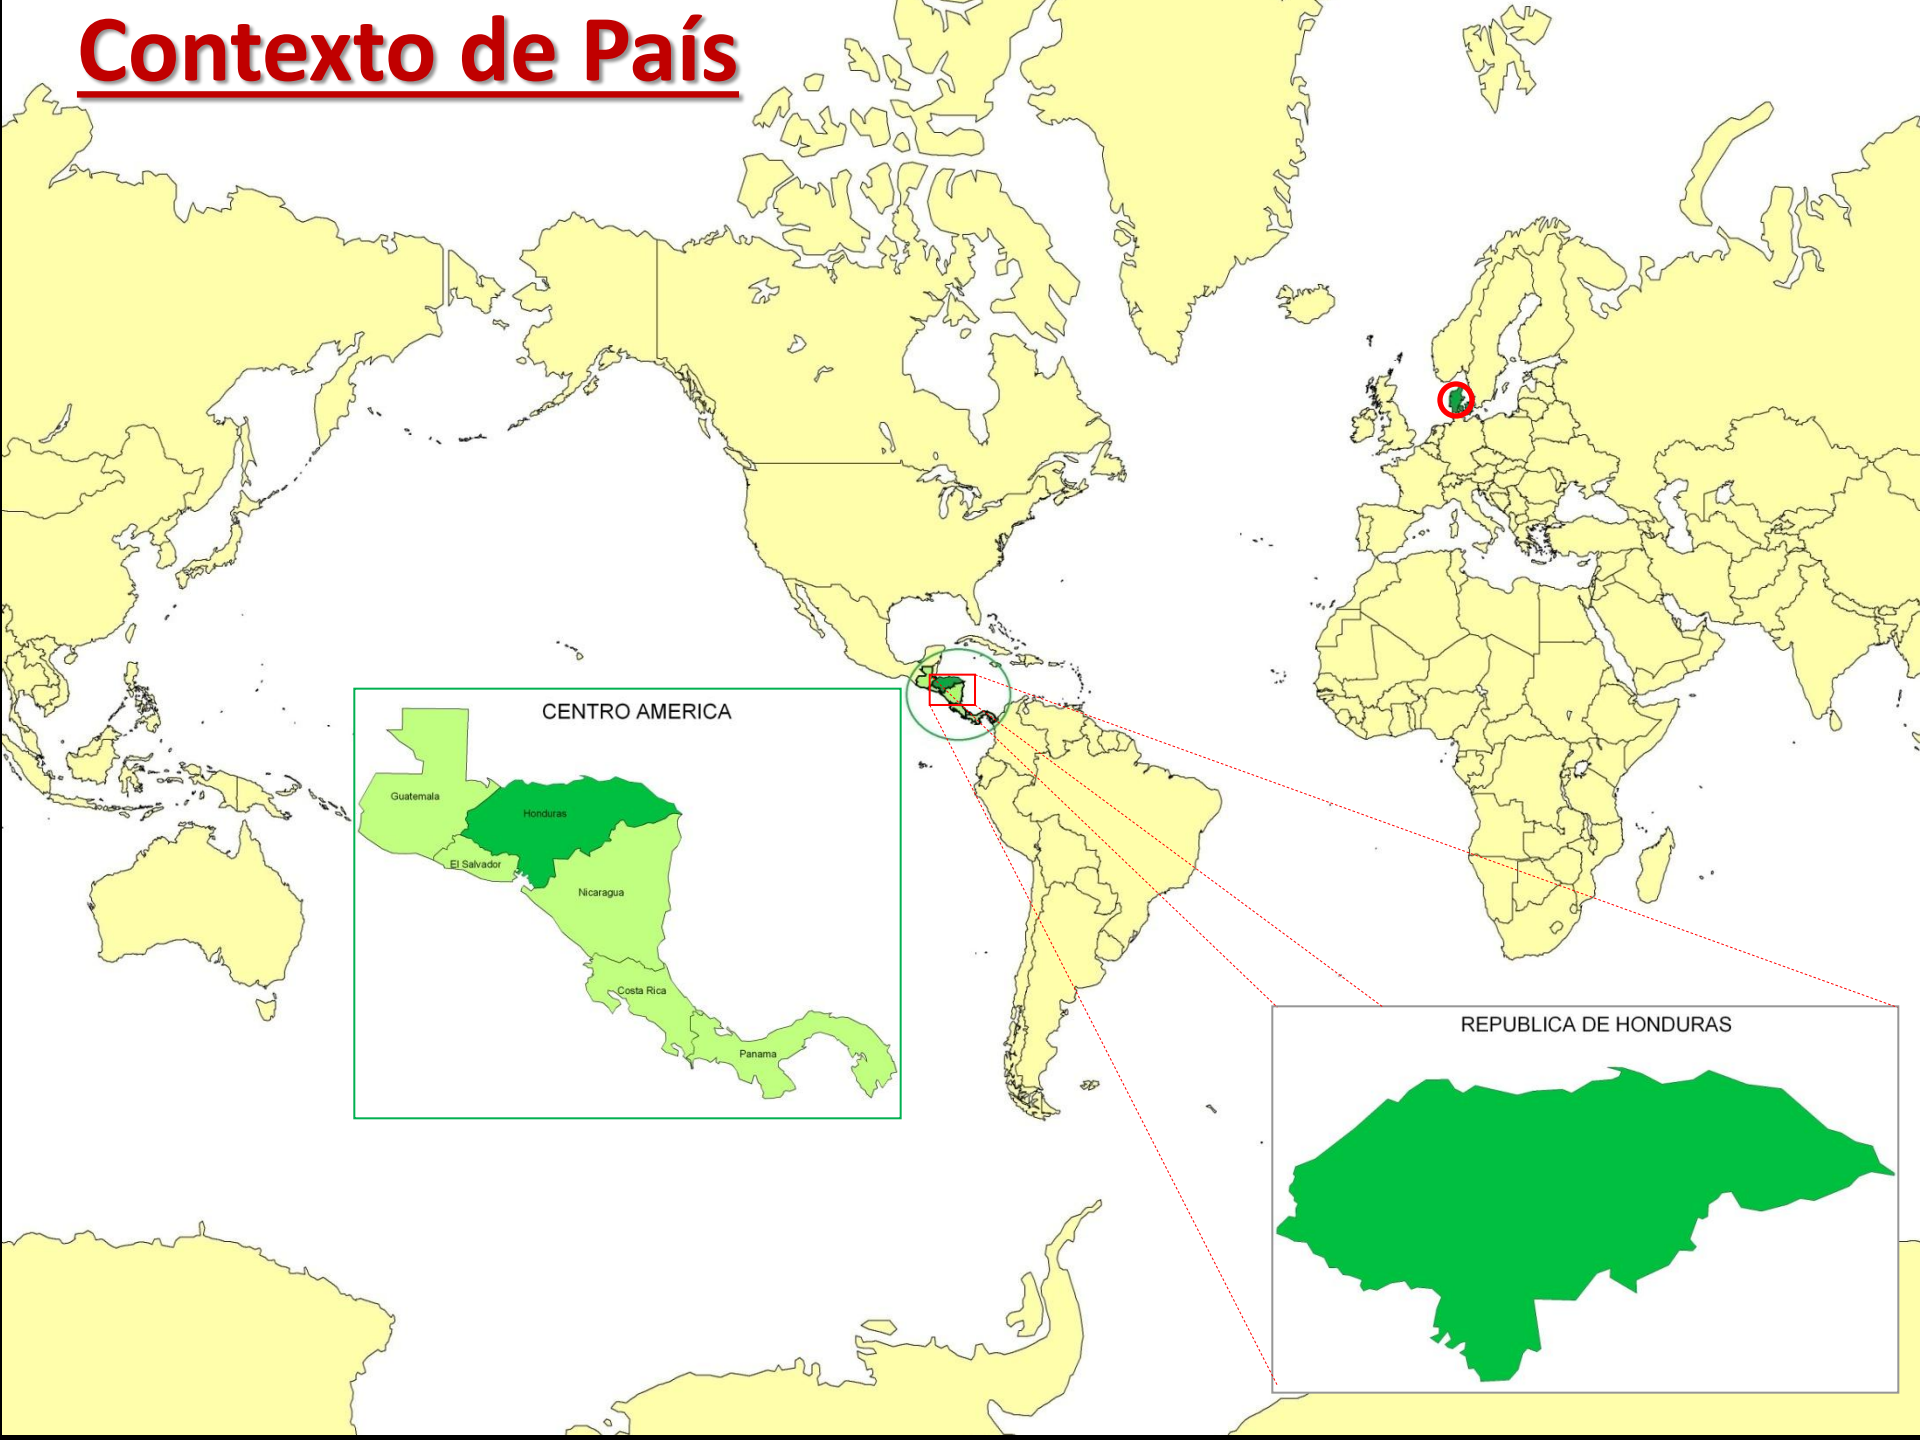 Contexto de País
CENTRO AMERICA
Guatemala
Honduras
El Salvador
Nicaragua
Costa Rica
Panama
REPUBLICA DE HONDURAS